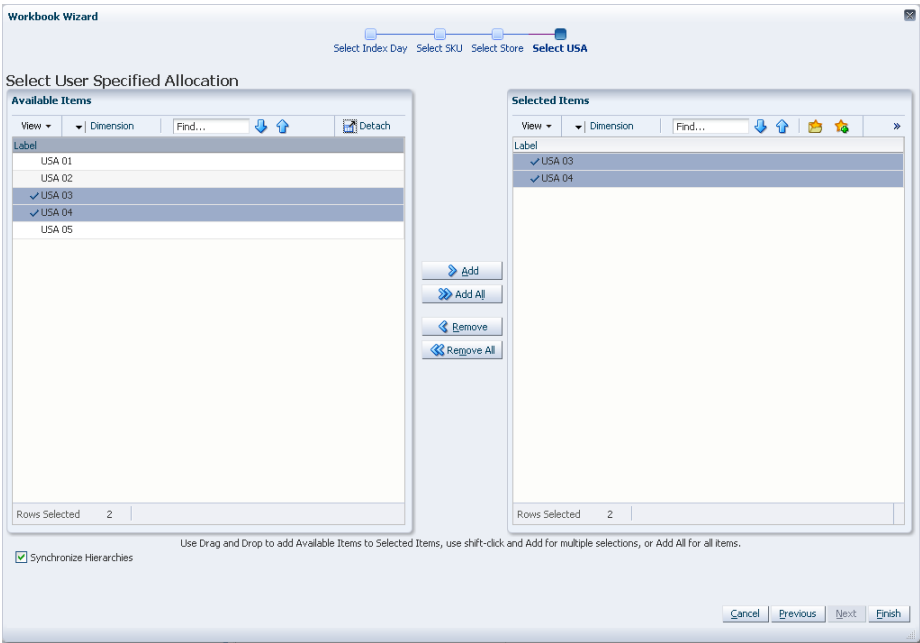 Workbook Wizard
Select Index Day Select SKU Select Store Select USA
Select User Specified Allocation
Available Items
View Dimension Find... Detach
Label
USA 01
USA 02
USA 03
USA 04
USA 05
Rows Selected 2
Add
Add All
Remove
Remove All
Selected Items
View Dimension Find... »
Label
USA 03
USA 04
Rows Selected 2
Use Drag and Drop to add Available Items to Selected Items, use shift-click and Add for multiple selections, or Add All for all items.
Synchronize Hierarchies
Cancel Previous Next Finish